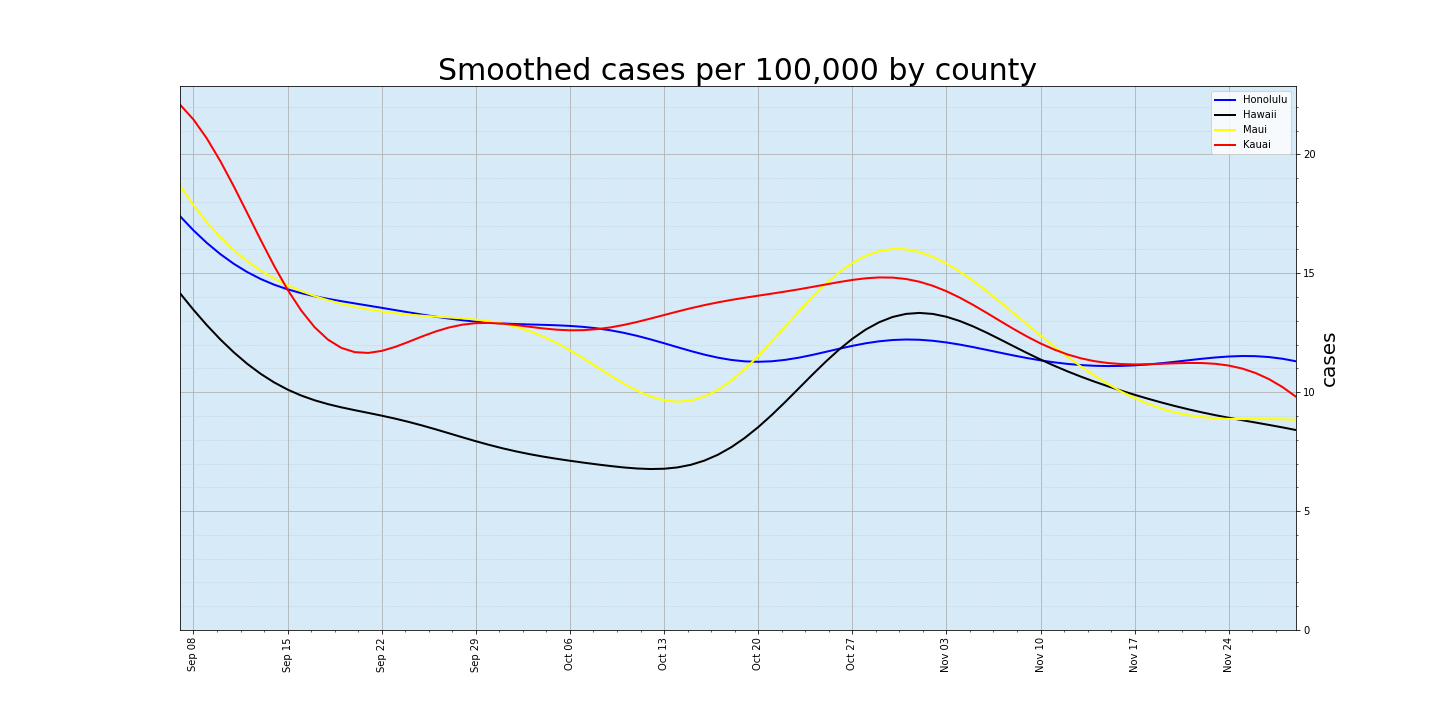 Smoothed cases per 100,000 by county
Honolulu
Hawaii
Maui
Kauai
20
15
10
5
0
cases
Sep 08
Sep 15
Sep 22
Sep 29
Oct 06
Oct 13
Oct 20
Oct 27
Nov 03
Nov 10
Nov 17
Nov 24